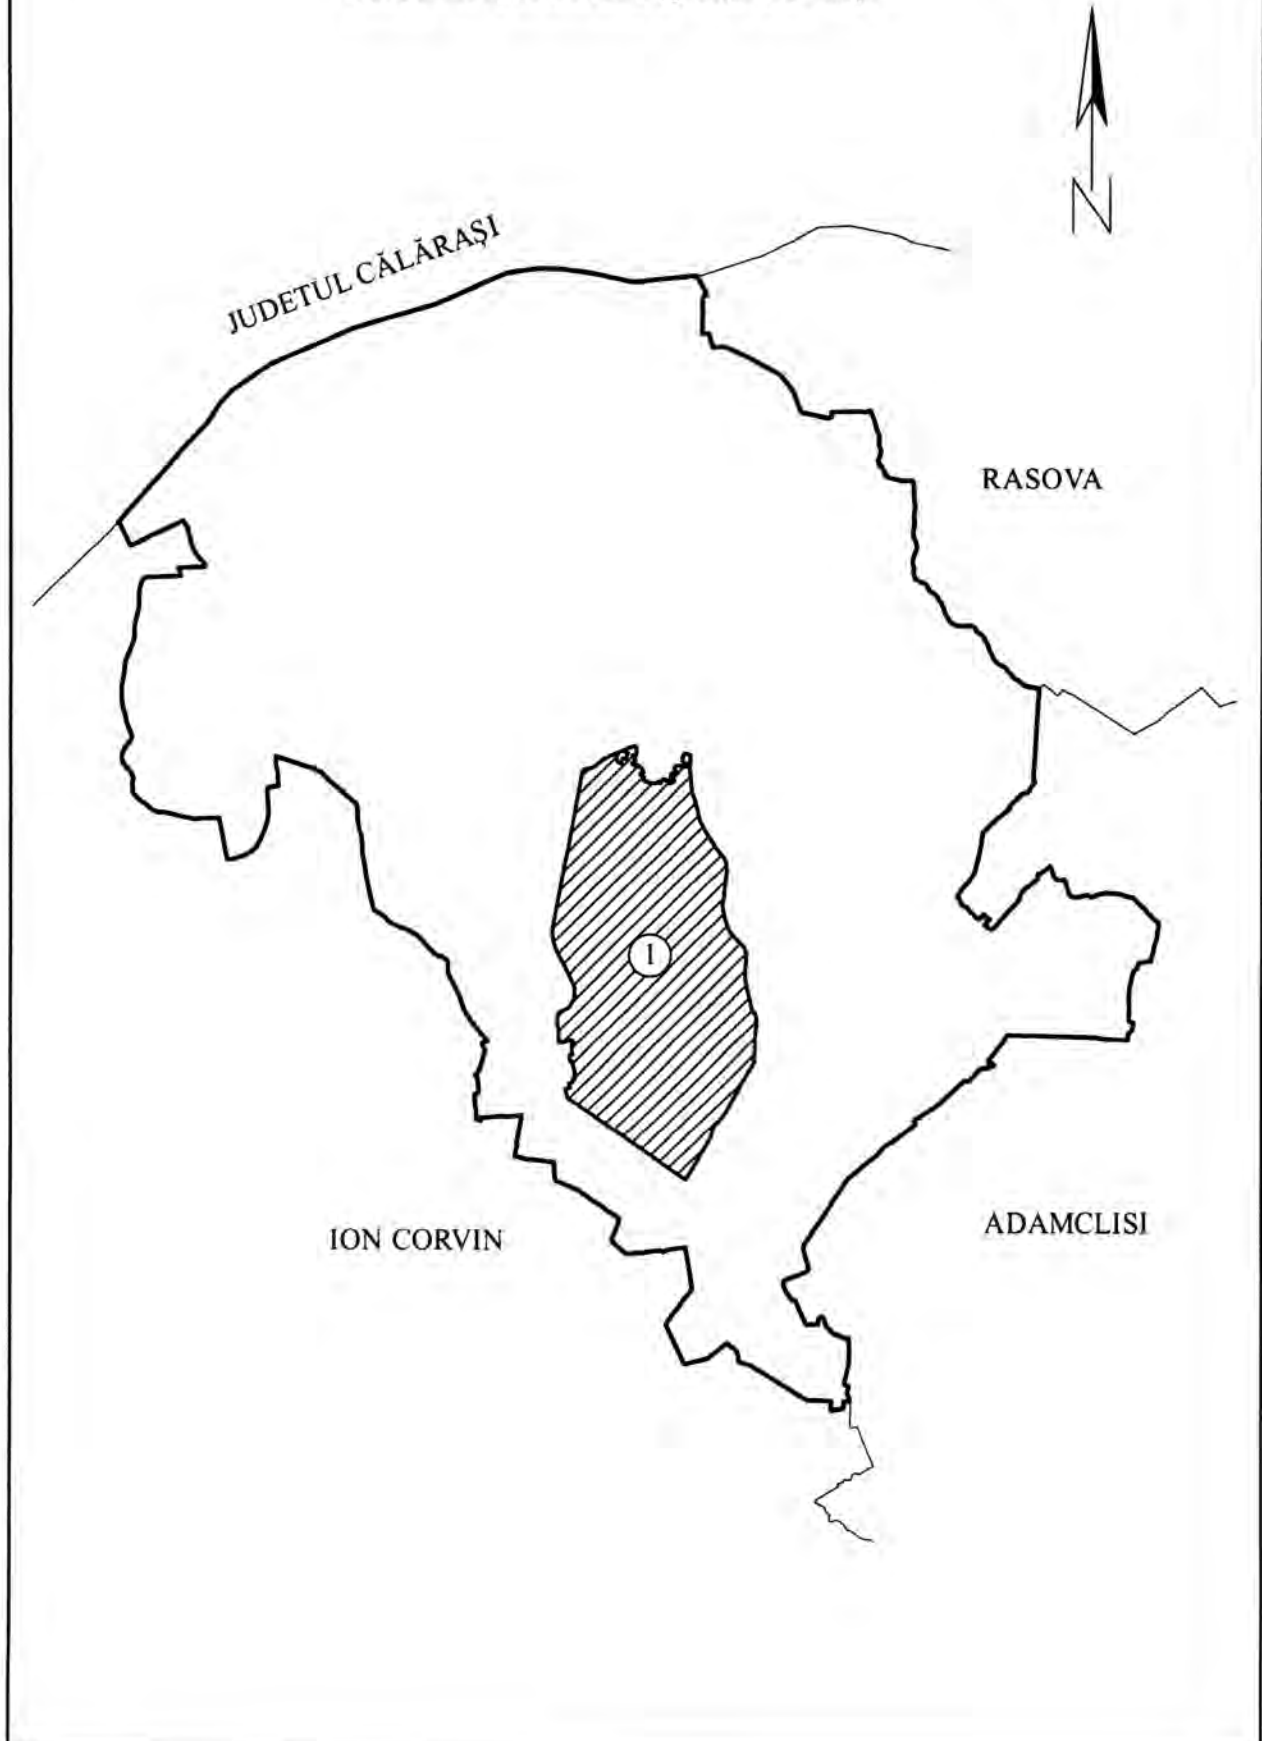 N
JUDETUL CĂLĂRAŞI
RASOVA
1
ION CORVIN
ADAMCLISI